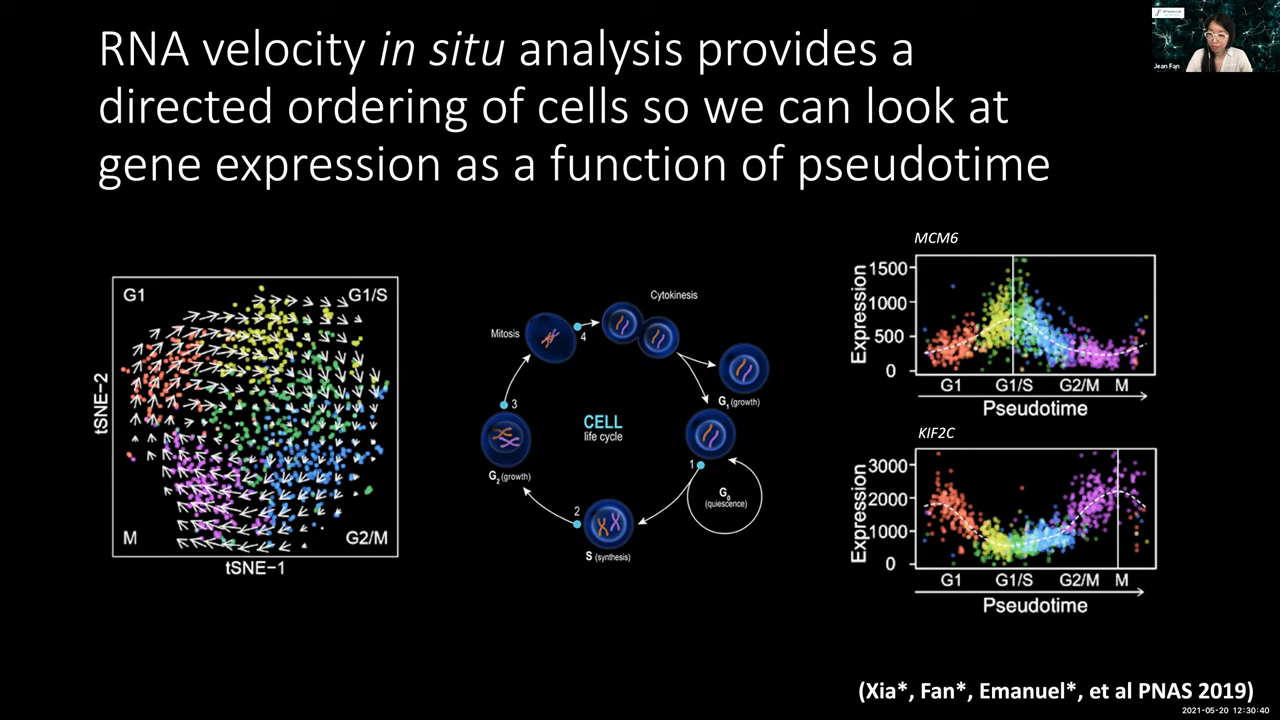 RNA velocity in situ analysis provides a
directed ordering of cells so we can look at
gene expression as a function of pseudotime
Jean Fan
G1
G1/S
M
G2/M
tSNE-2
tSNE-1
Cytokinesis
Mitosis
4
3
G1 (growth)
CELL
life cycle
G2 (growth)
1
G0
(quiescence)
2
S (synthesis)
MCM6
Expression
1500
1000
500
0
G1 G1/S G2/M M
Pseudotime
KIF2C
Expression
3000
2000
1000
0
G1 G1/S G2/M M
Pseudotime
(Xia*, Fan*, Emanuel*, et al PNAS 2019)
2021-05-20 12:30:40